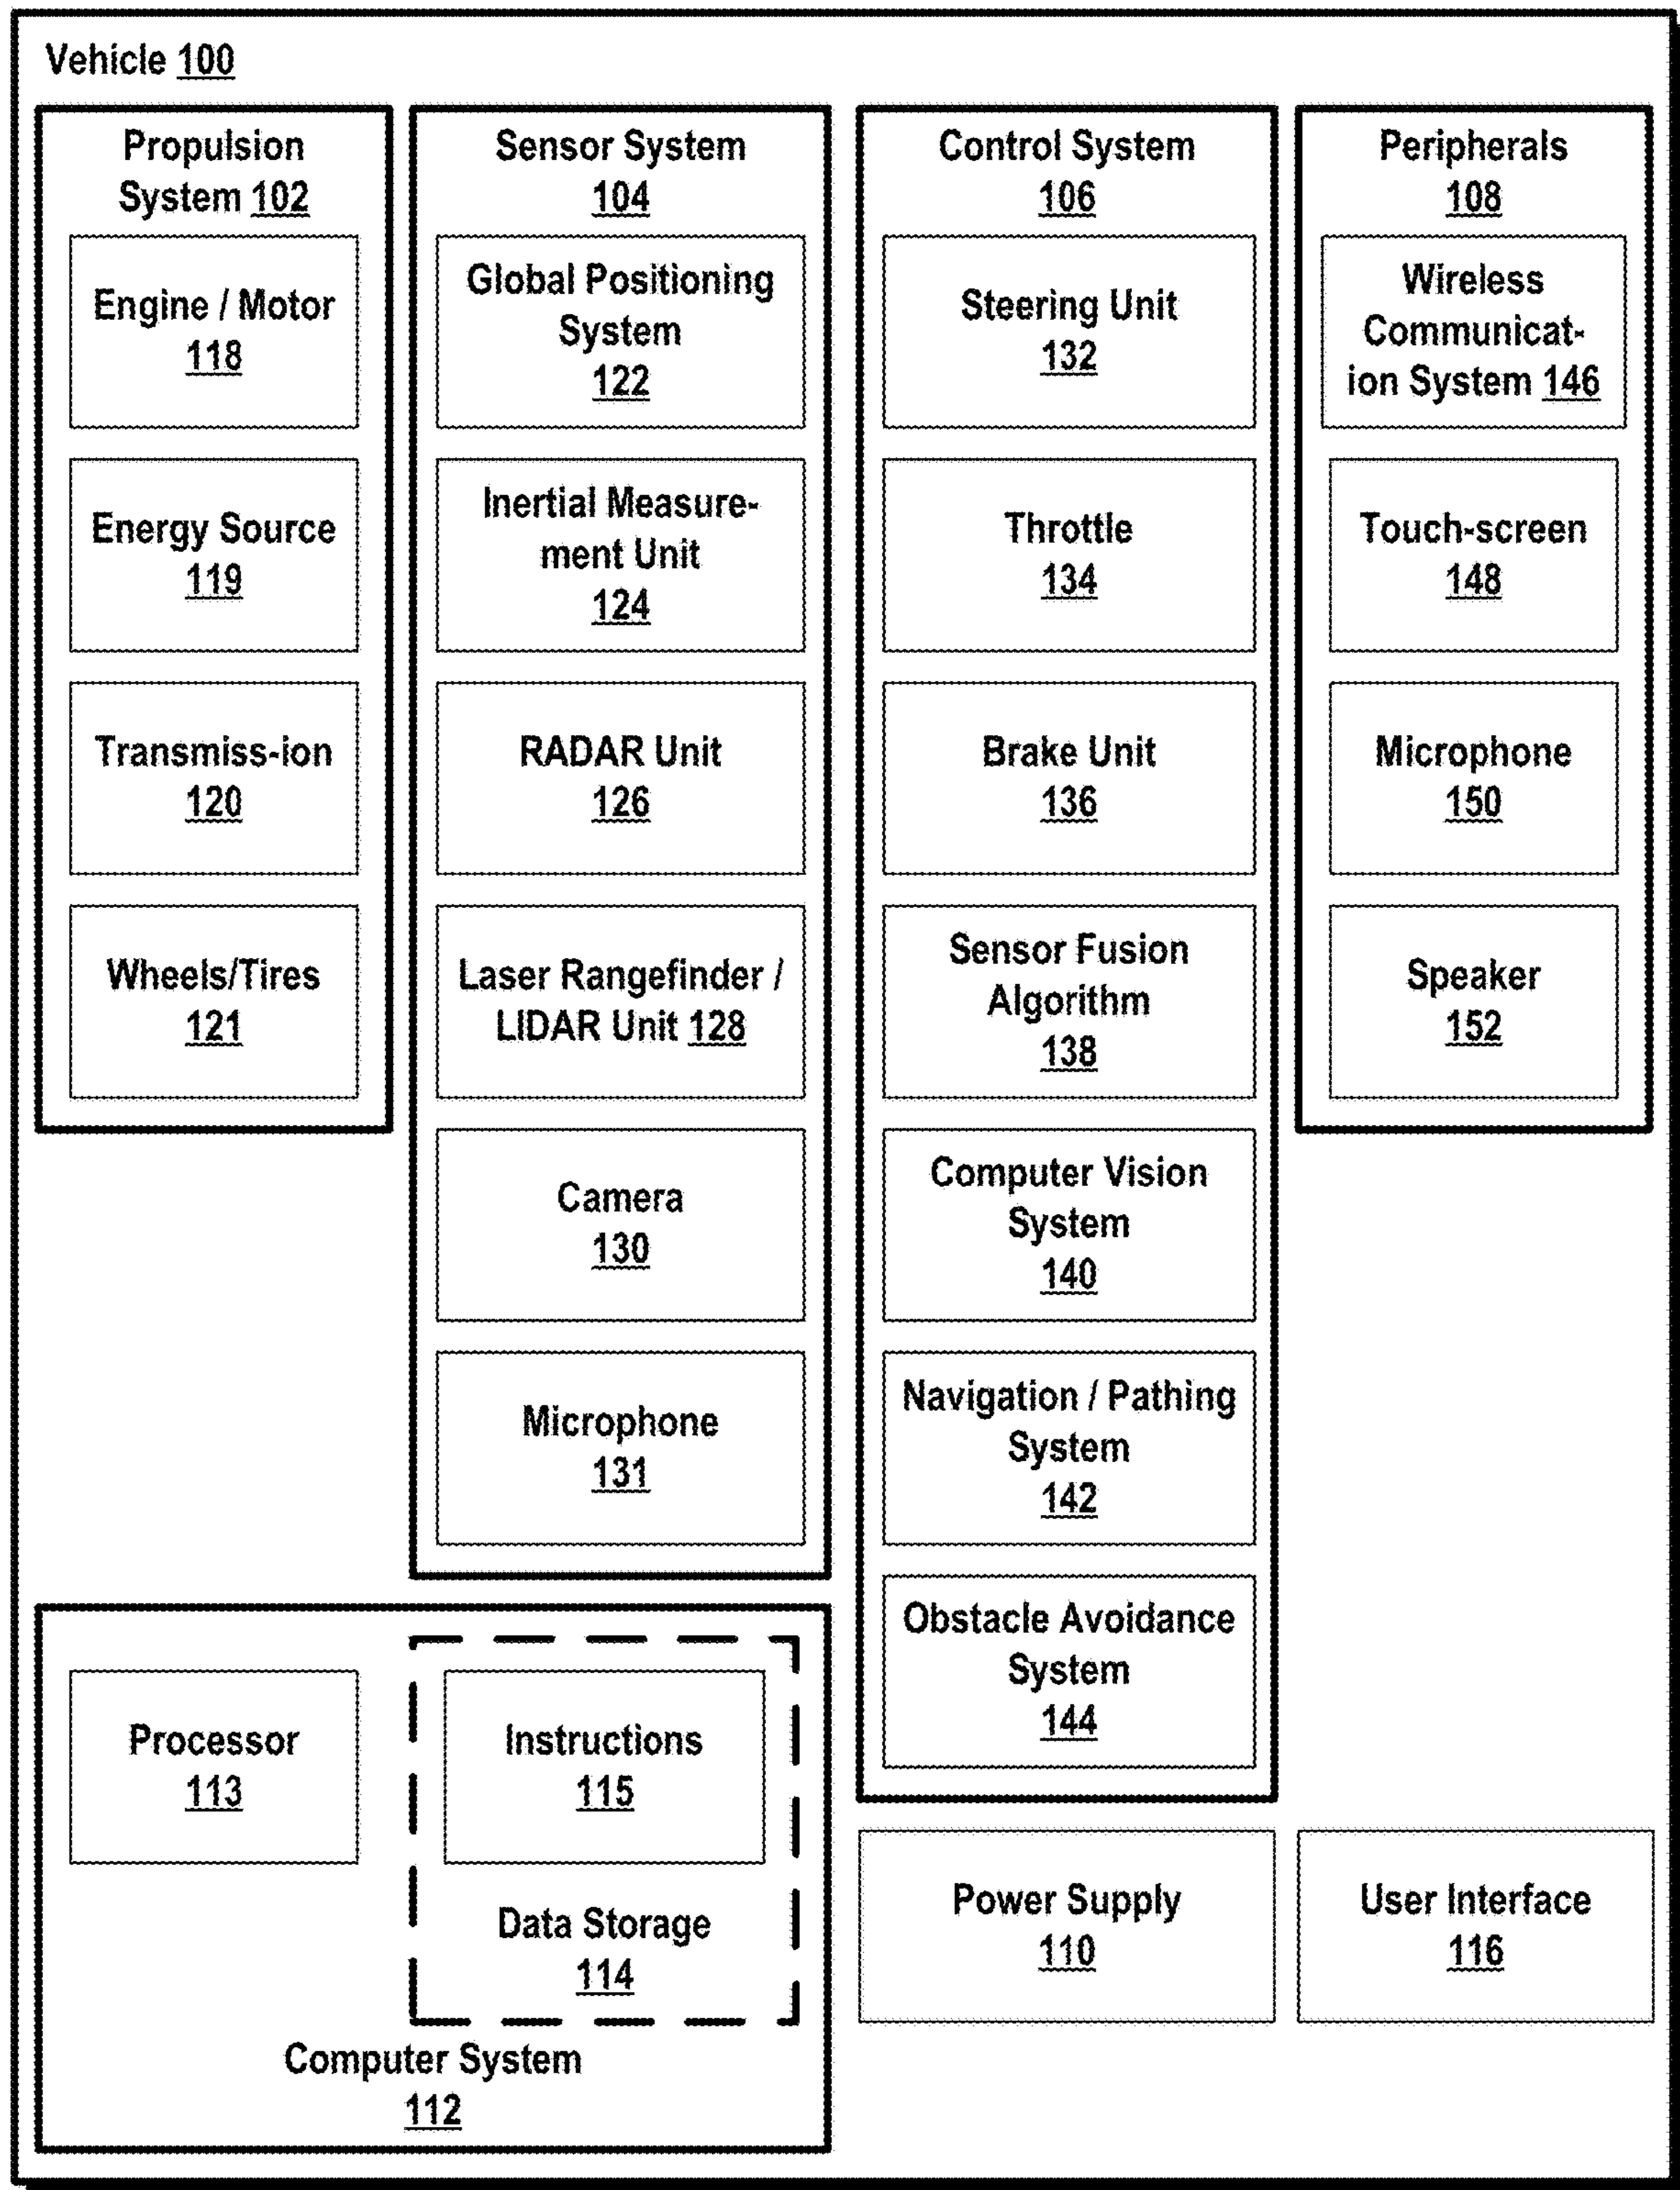 Vehicle 100
Propulsion
System 102
Engine / Motor
118
Energy Source
119
Transmiss-ion
120
Wheels/Tires
121
Sensor System
104
Global Positioning
System
122
Inertial Measure-
ment Unit
124
RADAR Unit
126
Laser Rangefinder /
LIDAR Unit 128
Camera
130
Microphone
131
Control System
106
Steering Unit
132
Throttle
134
Brake Unit
136
Sensor Fusion
Algorithm
138
Computer Vision
System
140
Navigation / Pathing
System
142
Obstacle Avoidance
System
144
Peripherals
108
Wireless
Communicat-
ion System 146
Touch-screen
148
Microphone
150
Speaker
152
Processor
113
Instructions
115
Data Storage
114
Computer System
112
Power Supply
110
User Interface
116